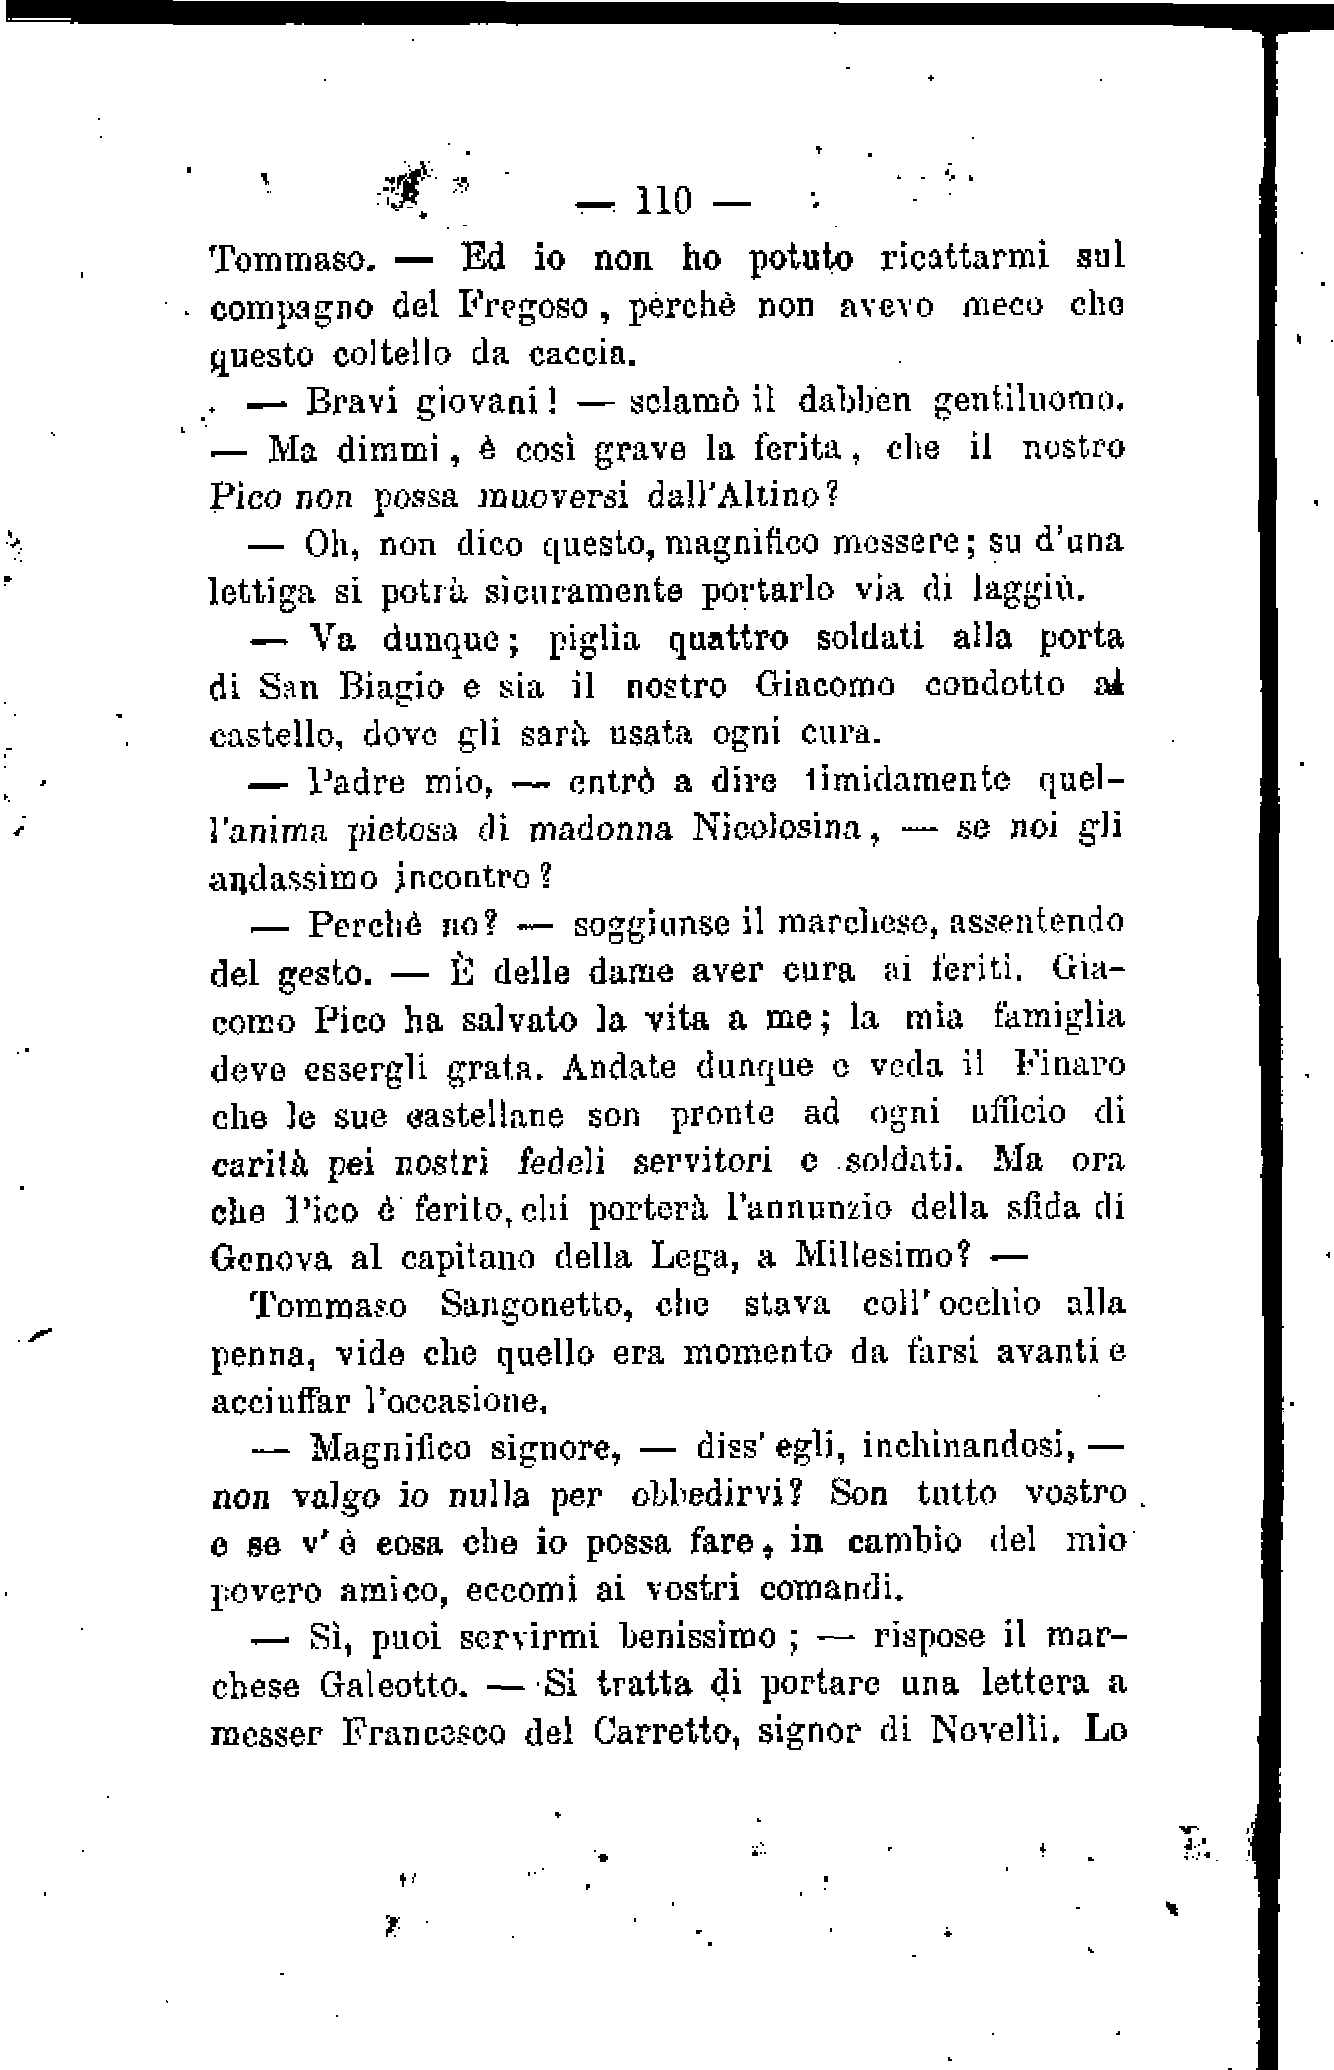 — 110 —
Tommaso. — Ed io non ho potuto ricattarmi sul
compagno del Fregoso, perchè non avevo meco che
questo coltello da caccia.
— Bravi giovani! — sclamò il dabben gentiluomo.
— Ma dimmi, è così grave la ferita, che il nostro
Pico non possa muoversi dall'Altino?
— Oh, non dico questo, magnifico messere; su d'una
lettiga si potrà sicuramente portarlo via di laggiù.
— Va dunque; piglia quattro soldati alla porta
di San Biagio e sia il nostro Giacomo condotto al
castello, dove gli sarà usata ogni cura.
— Padre mio, — entrò a dire timidamente quel-
l'anima pietosa di madonna Nicolosina, — se noi gli
andassimo incontro?
— Perchè no? — soggiunse il marchese, assentendo
del gesto. — È delle dame aver cura ai feriti. Gia-
como Pico ha salvato la vita a me; la mia famiglia
deve essergli grata. Andate dunque e veda il Finaro
che le sue castellane son pronte ad ogni ufficio di
carità pei nostri fedeli servitori e soldati. Ma ora
che Pico è ferito, chi porterà l'annunzio della sfida di
Genova al capitano della Lega, a Millesimo? —
Tommaso Sangonetto, che stava coll'occhio alla
penna, vide che quello era momento da farsi avanti e
acciuffar l'occasione.
— Magnifico signore, — diss'egli, inchinandosi, —
non valgo io nulla per obbedirvi? Son tutto vostro
e se v'è cosa che io possa fare, in cambio del mio
povero amico, eccomi ai vostri comandi.
— Sì, puoi servirmi benissimo; — rispose il mar-
chese Galeotto. — Si tratta di portare una lettera a
messer Francesco del Carretto, signor di Novelli. Lo